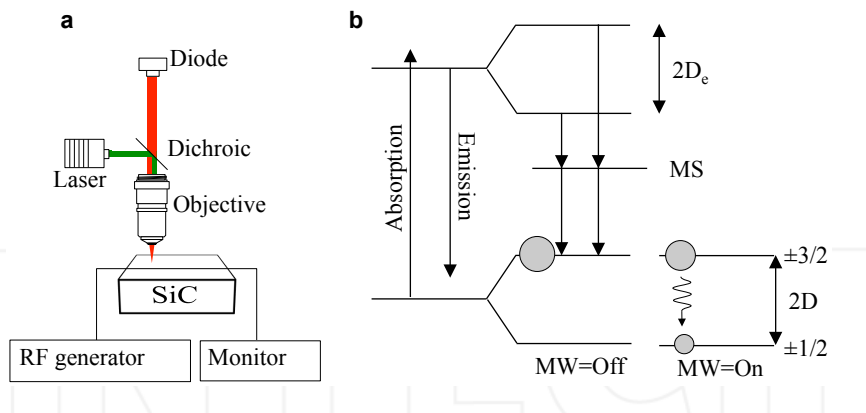 a
Diode
Dichroic
Laser
Objective
SiC
RF generator
Monitor
b
Absorption
Emission
2Dₑ
MS
±3/2
2D
±1/2
MW=Off
MW=On